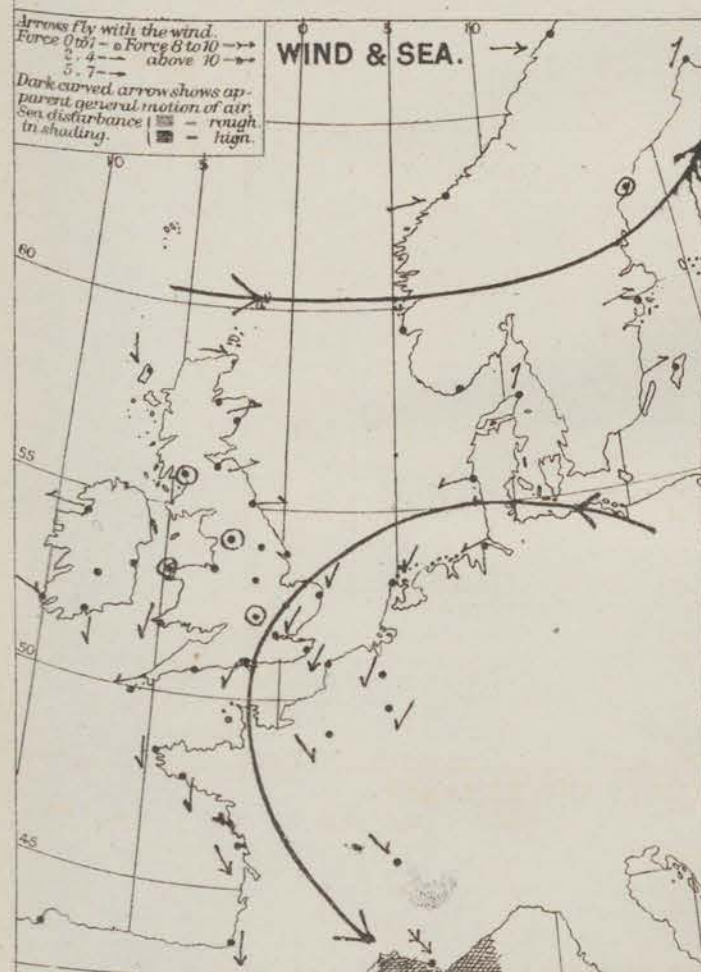 Arrows fly with the wind.
Force 0 to 1 – Force 8 to 10
2 . 4 – above 10
5 . 7 –
Dark curved arrow shows ap-
parent general motion of air.
Sea disturbance – rough.
in shading. – high.
WIND & SEA.
0
10
10
5
60
55
50
45